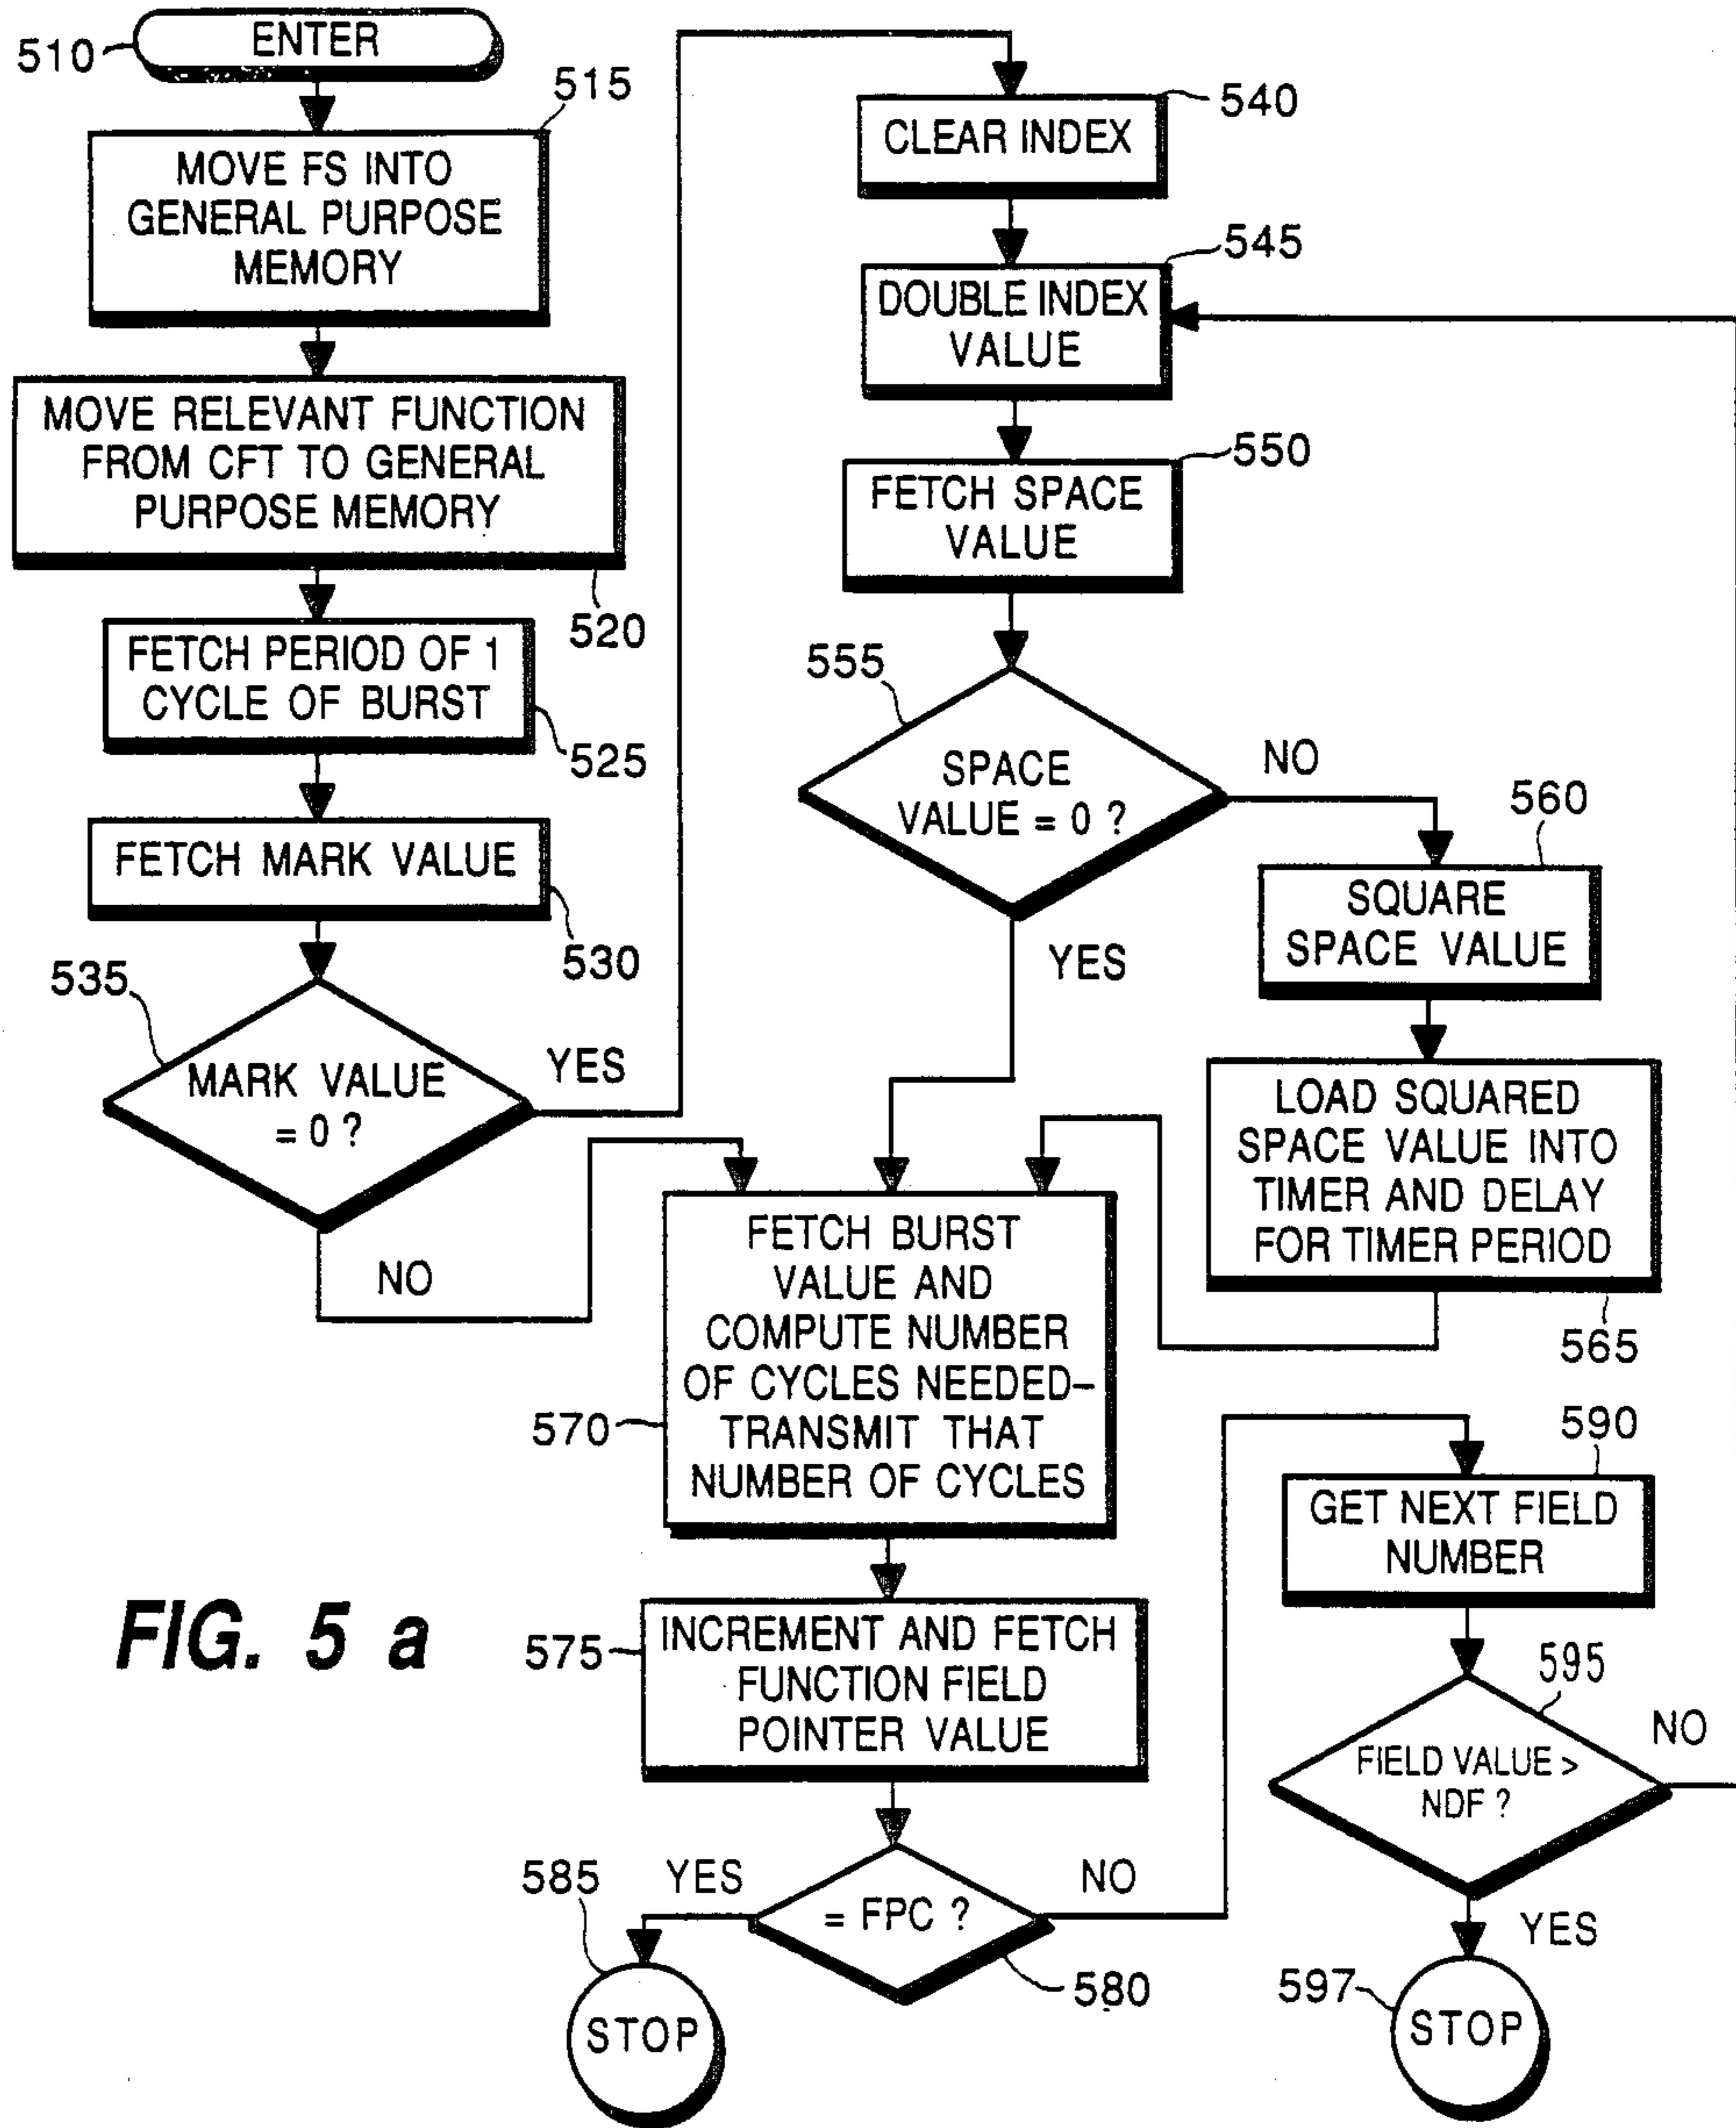 510
ENTER
515
MOVE FS INTO
GENERAL PURPOSE
MEMORY
MOVE RELEVANT FUNCTION
FROM CFT TO GENERAL
PURPOSE MEMORY
520
FETCH PERIOD OF 1
CYCLE OF BURST
525
FETCH MARK VALUE
530
535
MARK VALUE
= 0 ?
YES
NO
540
CLEAR INDEX
545
DOUBLE INDEX
VALUE
550
FETCH SPACE
VALUE
555
SPACE
VALUE = 0 ?
NO
YES
560
SQUARE
SPACE VALUE
LOAD SQUARED
SPACE VALUE INTO
TIMER AND DELAY
FOR TIMER PERIOD
565
570
FETCH BURST
VALUE AND
COMPUTE NUMBER
OF CYCLES NEEDED–
TRANSMIT THAT
NUMBER OF CYCLES
575
INCREMENT AND FETCH
FUNCTION FIELD
POINTER VALUE
= FPC ?
580
YES
NO
585
STOP
590
GET NEXT FIELD
NUMBER
595
FIELD VALUE >
NDF ?
NO
YES
597
STOP
FIG. 5 a